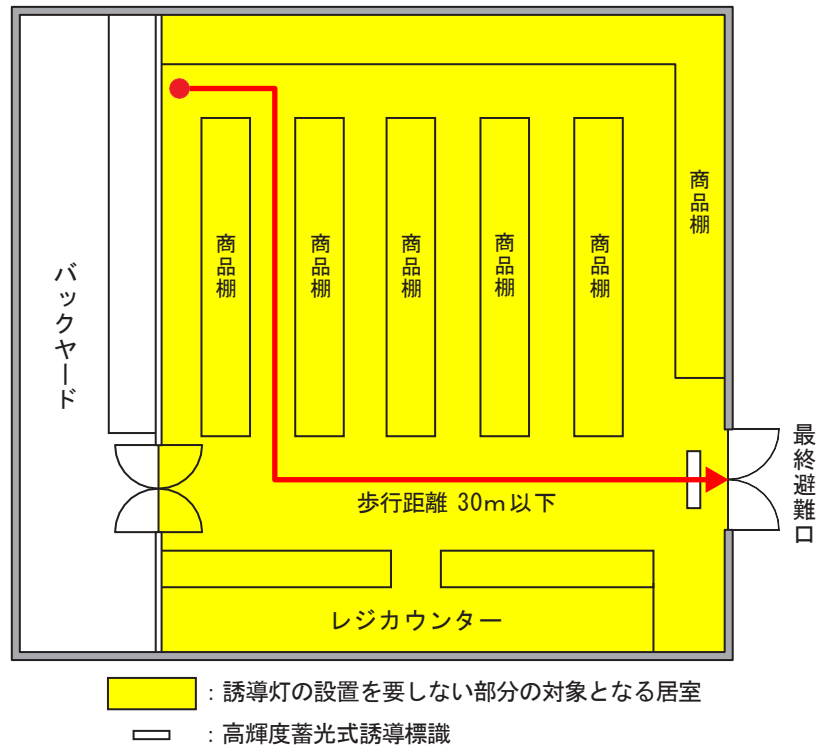 バックヤード
商品棚
商品棚
商品棚
商品棚
商品棚
商品棚
最終避難口
歩行距離 30m以下
レジカウンター
：誘導灯の設置を要しない部分の対象となる居室
：高輝度蓄光式誘導標識